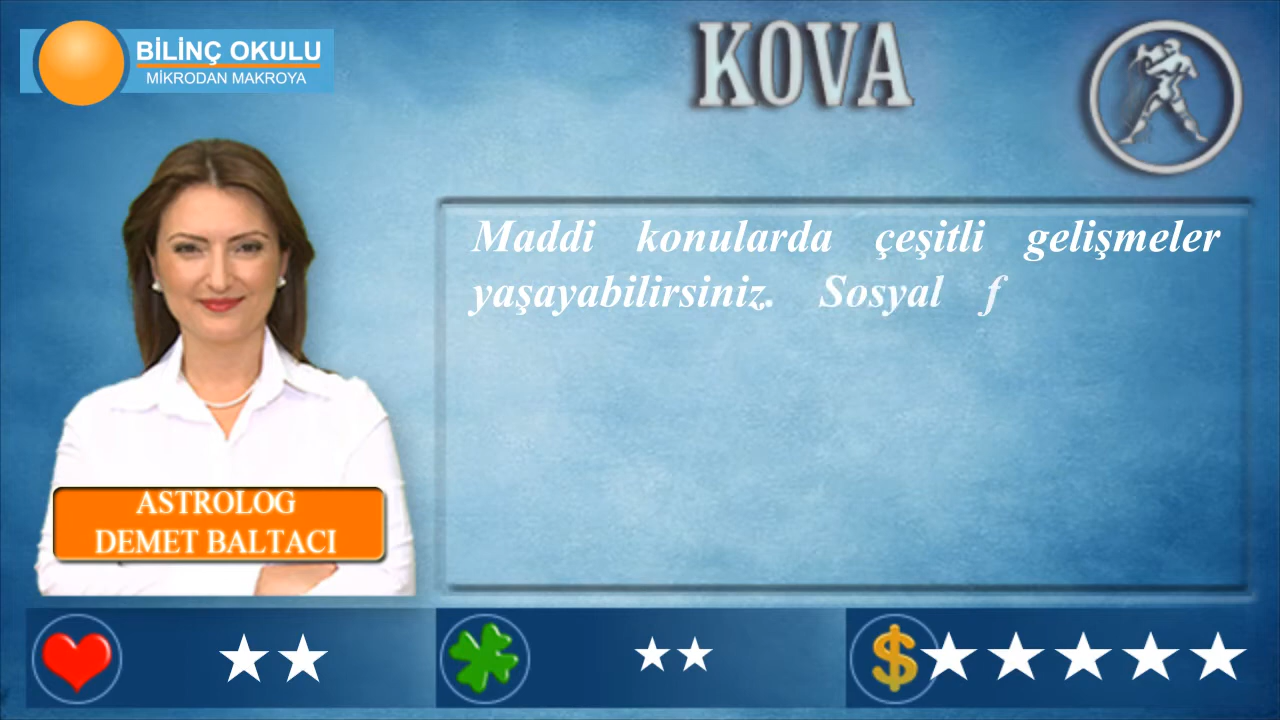 BİLİNÇ OKULU
MİKRODAN MAKROYA
KOVA
Maddi konularda çeşitli gelişmeler
yaşayabilirsiniz. Sosyal f
ASTROLOG
DEMET BALTACI